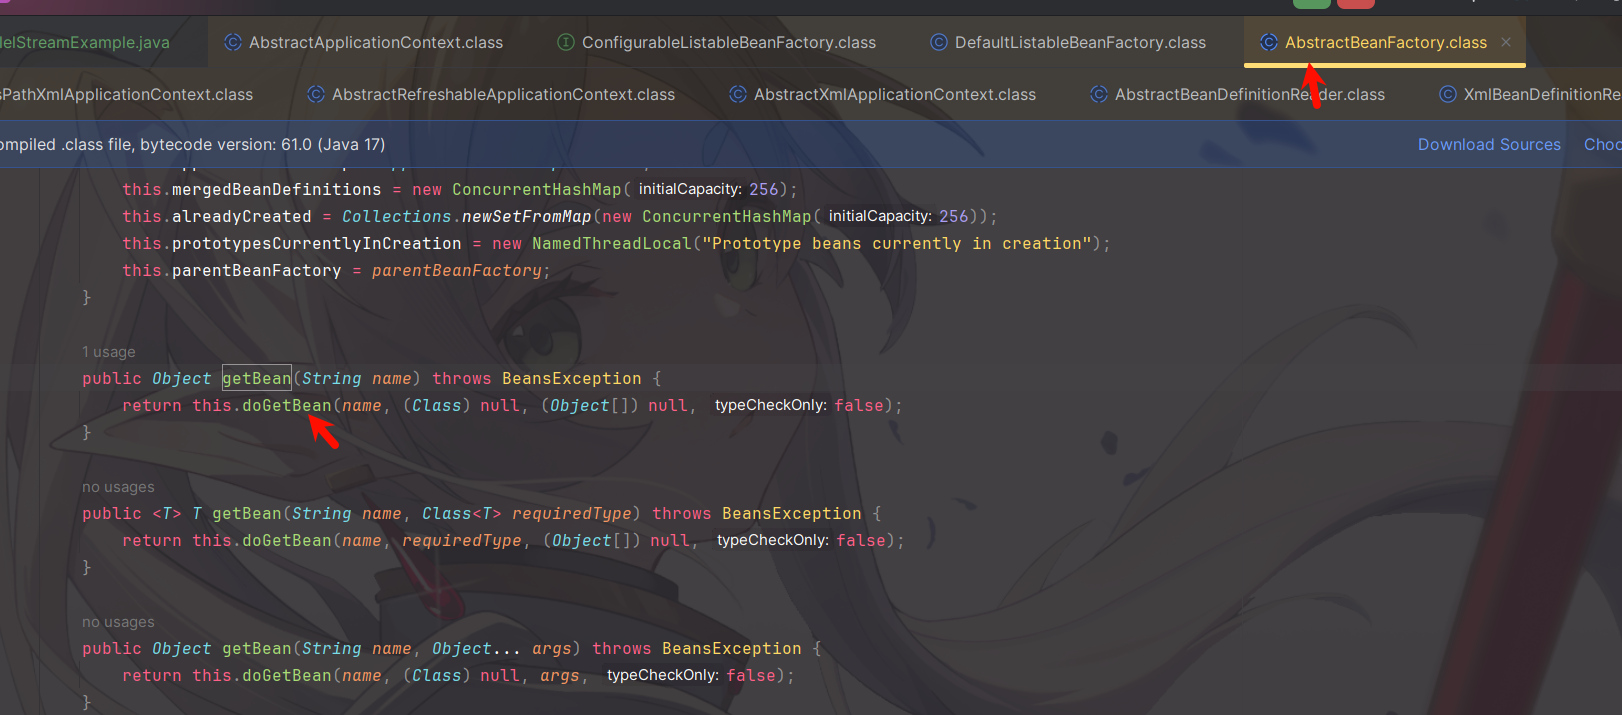 lelStreamExample.java AbstractApplicationContext.class ConfigurableListableBeanFactory.class DefaultListableBeanFactory.class AbstractBeanFactory.class
sPathXmlApplicationContext.class AbstractRefreshableApplicationContext.class AbstractXmlApplicationContext.class AbstractBeanDefinitionReader.class XmlBeanDefinitionRe
ompiled .class file, bytecode version: 61.0 (Java 17) Download Sources Choo
this.mergedBeanDefinitions = new ConcurrentHashMap( initialCapacity: 256);
this.alreadyCreated = Collections.newSetFromMap(new ConcurrentHashMap( initialCapacity: 256));
this.prototypesCurrentlyInCreation = new NamedThreadLocal("Prototype beans currently in creation");
this.parentBeanFactory = parentBeanFactory;
}
1 usage
public Object getBean(String name) throws BeansException {
return this.doGetBean(name, (Class) null, (Object[]) null, typeCheckOnly: false);
}
no usages
public <T> T getBean(String name, Class<T> requiredType) throws BeansException {
return this.doGetBean(name, requiredType, (Object[]) null, typeCheckOnly: false);
}
no usages
public Object getBean(String name, Object... args) throws BeansException {
return this.doGetBean(name, (Class) null, args, typeCheckOnly: false);
}